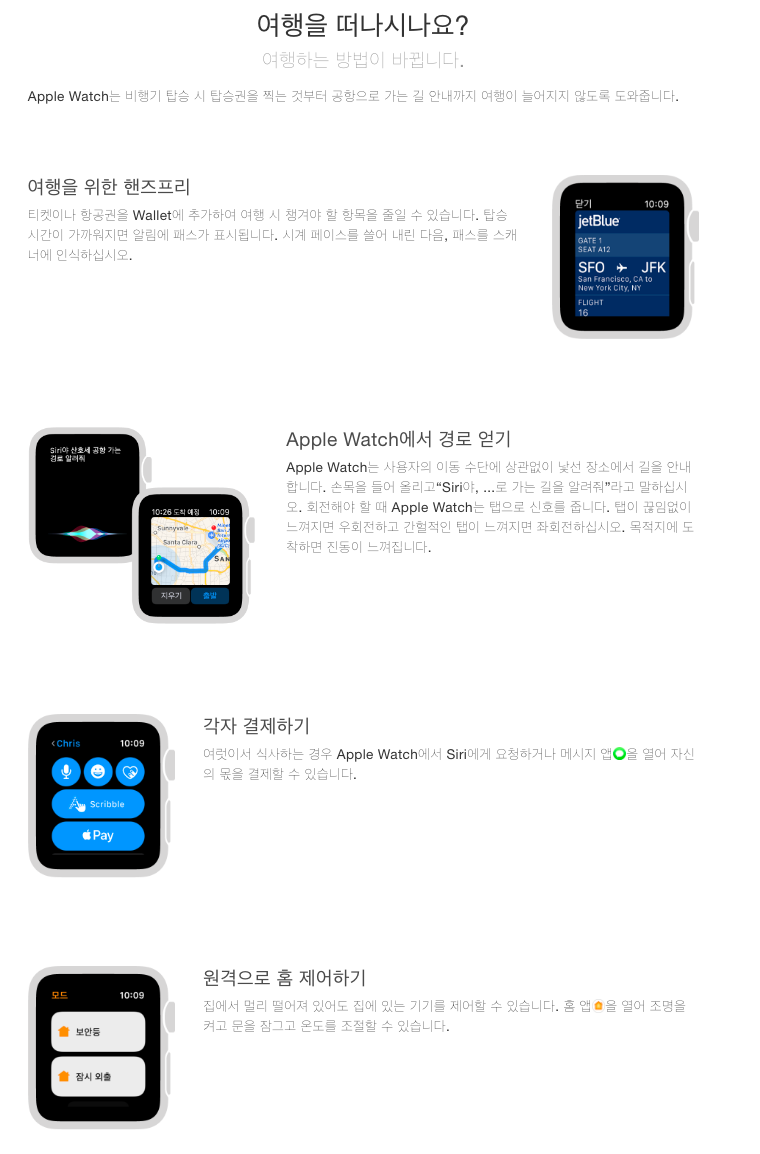 여행을 떠나시나요?
여행하는 방법이 바뀝니다.
Apple Watch는 비행기 탑승 시 탑승권을 찍는 것부터 공항으로 가는 길 안내까지 여행이 늘어지지 않도록 도와줍니다.
여행을 위한 핸즈프리
티켓이나 항공권을 Wallet에 추가하여 여행 시 챙겨야 할 항목을 줄일 수 있습니다. 탑승
시간이 가까워지면 알림에 패스가 표시됩니다. 시계 페이스를 쓸어 내린 다음, 패스를 스캐
너에 인식하십시오.
닫기 10:09
jetBlue
GATE 1
SEAT A12
SFO JFK
San Francisco, CA to
New York City, NY
FLIGHT
16
Siri야 산호세 공항 가는
경로 알려줘
10:26 도착 예정 10:09
Sunnyvale
Santa Clara
SAN
지우기 출발
Apple Watch에서 경로 얻기
Apple Watch는 사용자의 이동 수단에 상관없이 낯선 장소에서 길을 안내
합니다. 손목을 들어 올리고“Siri야, ...로 가는 길을 알려줘”라고 말하십시
오. 회전해야 할 때 Apple Watch는 탭으로 신호를 줍니다. 탭이 끊임없이
느껴지면 우회전하고 간헐적인 탭이 느껴지면 좌회전하십시오. 목적지에 도
착하면 진동이 느껴집니다.
<Chris 10:09
Scribble
Pay
각자 결제하기
여럿이서 식사하는 경우 Apple Watch에서 Siri에게 요청하거나 메시지 앱을 열어 자신
의 몫을 결제할 수 있습니다.
모드 10:09
보안등
잠시 외출
원격으로 홈 제어하기
집에서 멀리 떨어져 있어도 집에 있는 기기를 제어할 수 있습니다. 홈 앱을 열어 조명을
켜고 문을 잠그고 온도를 조절할 수 있습니다.